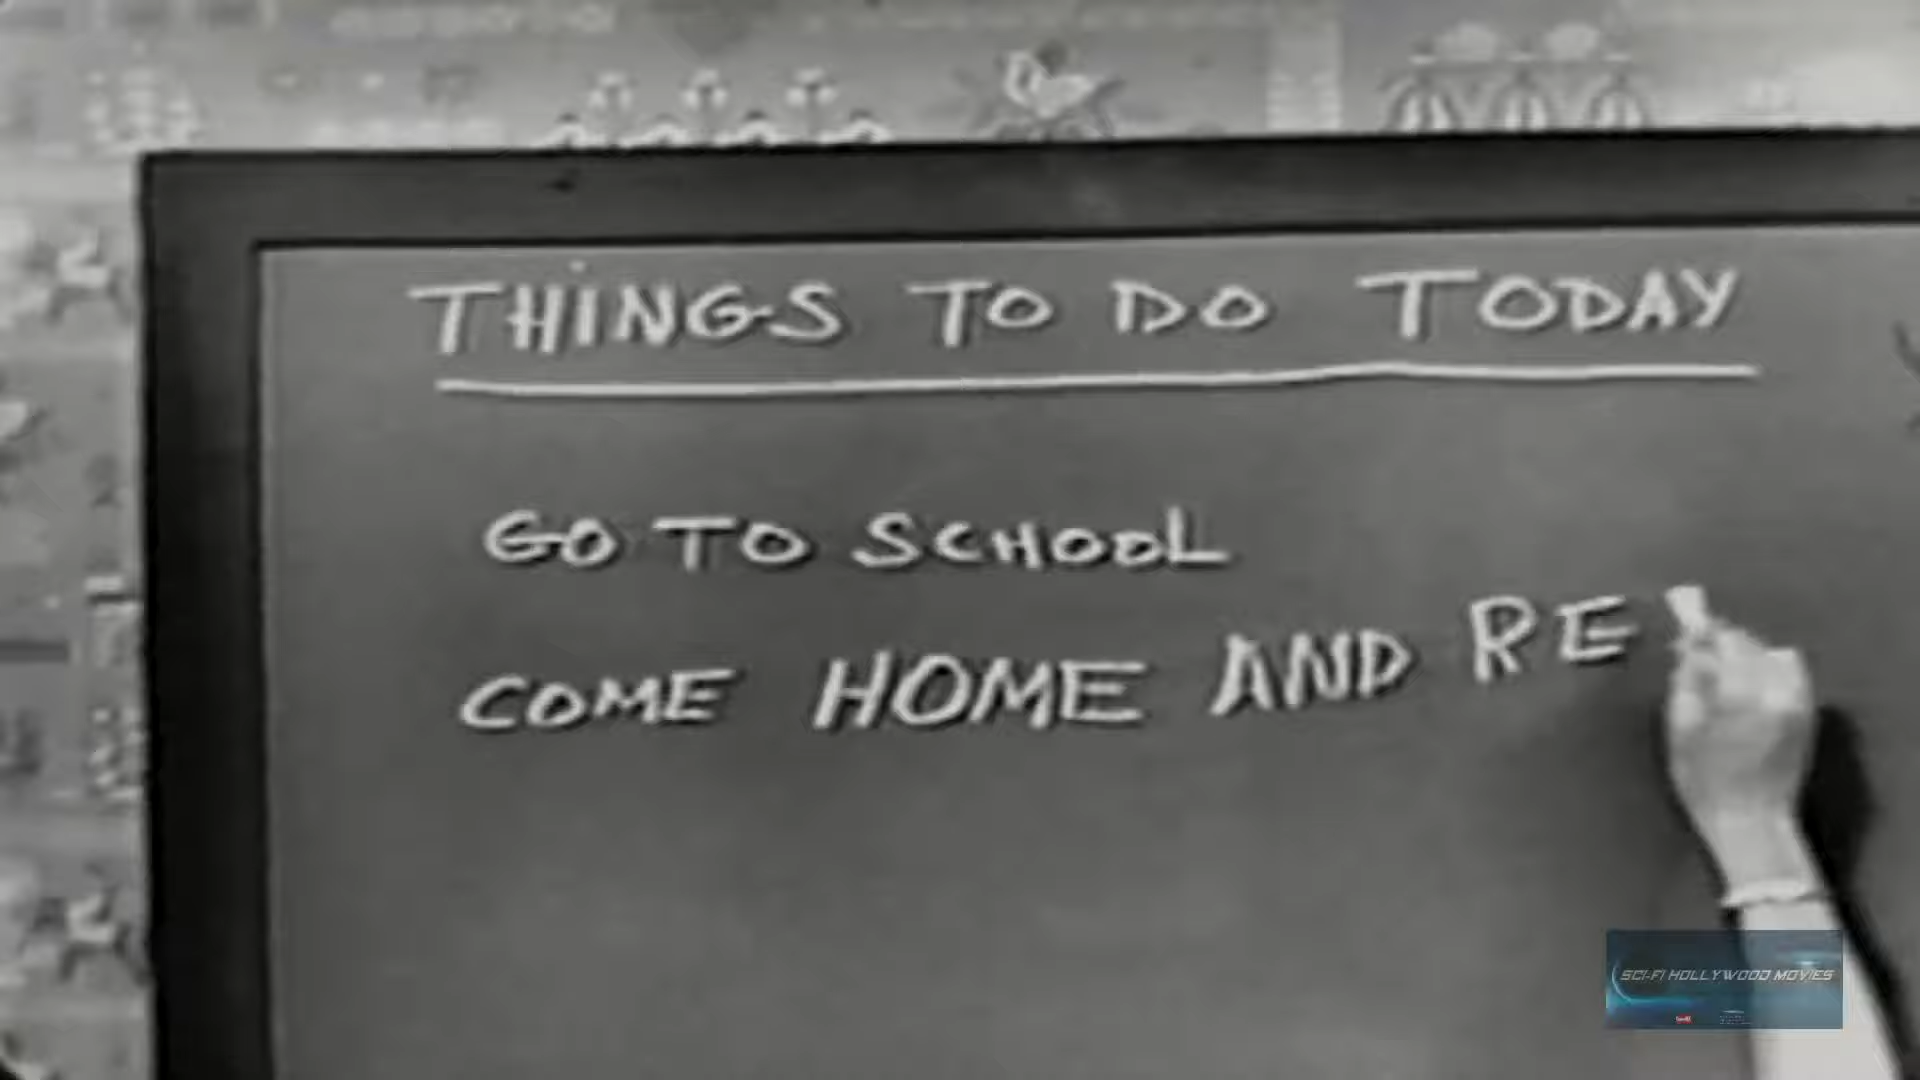 THiNGS TO DO TODAY
GO TO SCHOOL
COME HOME AND RE
SCI-FI HOLLYWOOD MOVIES